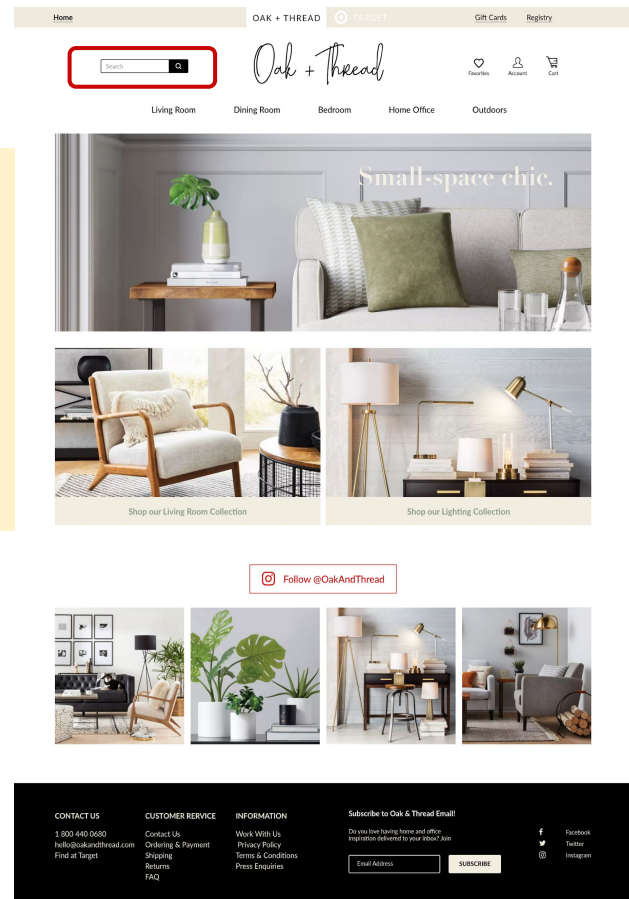 Home
OAK + THREAD
TARGET
Gift Cards
Registry
Search
Oak + Thread
Favorites
Account
Cart
Living Room
Dining Room
Bedroom
Home Office
Outdoors
Small-space chic.
Shop our Living Room Collection
Shop our Lighting Collection
Follow @OakAndThread
CONTACT US
1 800 440 0680
hello@oakandthread.com
Find at Target
CUSTOMER RERVICE
Contact Us
Ordering & Payment
Shipping
Returns
FAQ
INFORMATION
Work With Us
Privacy Policy
Terms & Conditions
Press Enquiries
Subscribe to Oak & Thread Email!
Do you love having home and office
inspiration delivered to your inbox? Join
Email Address
SUBSCRIBE
Facebook
Twitter
Instagram